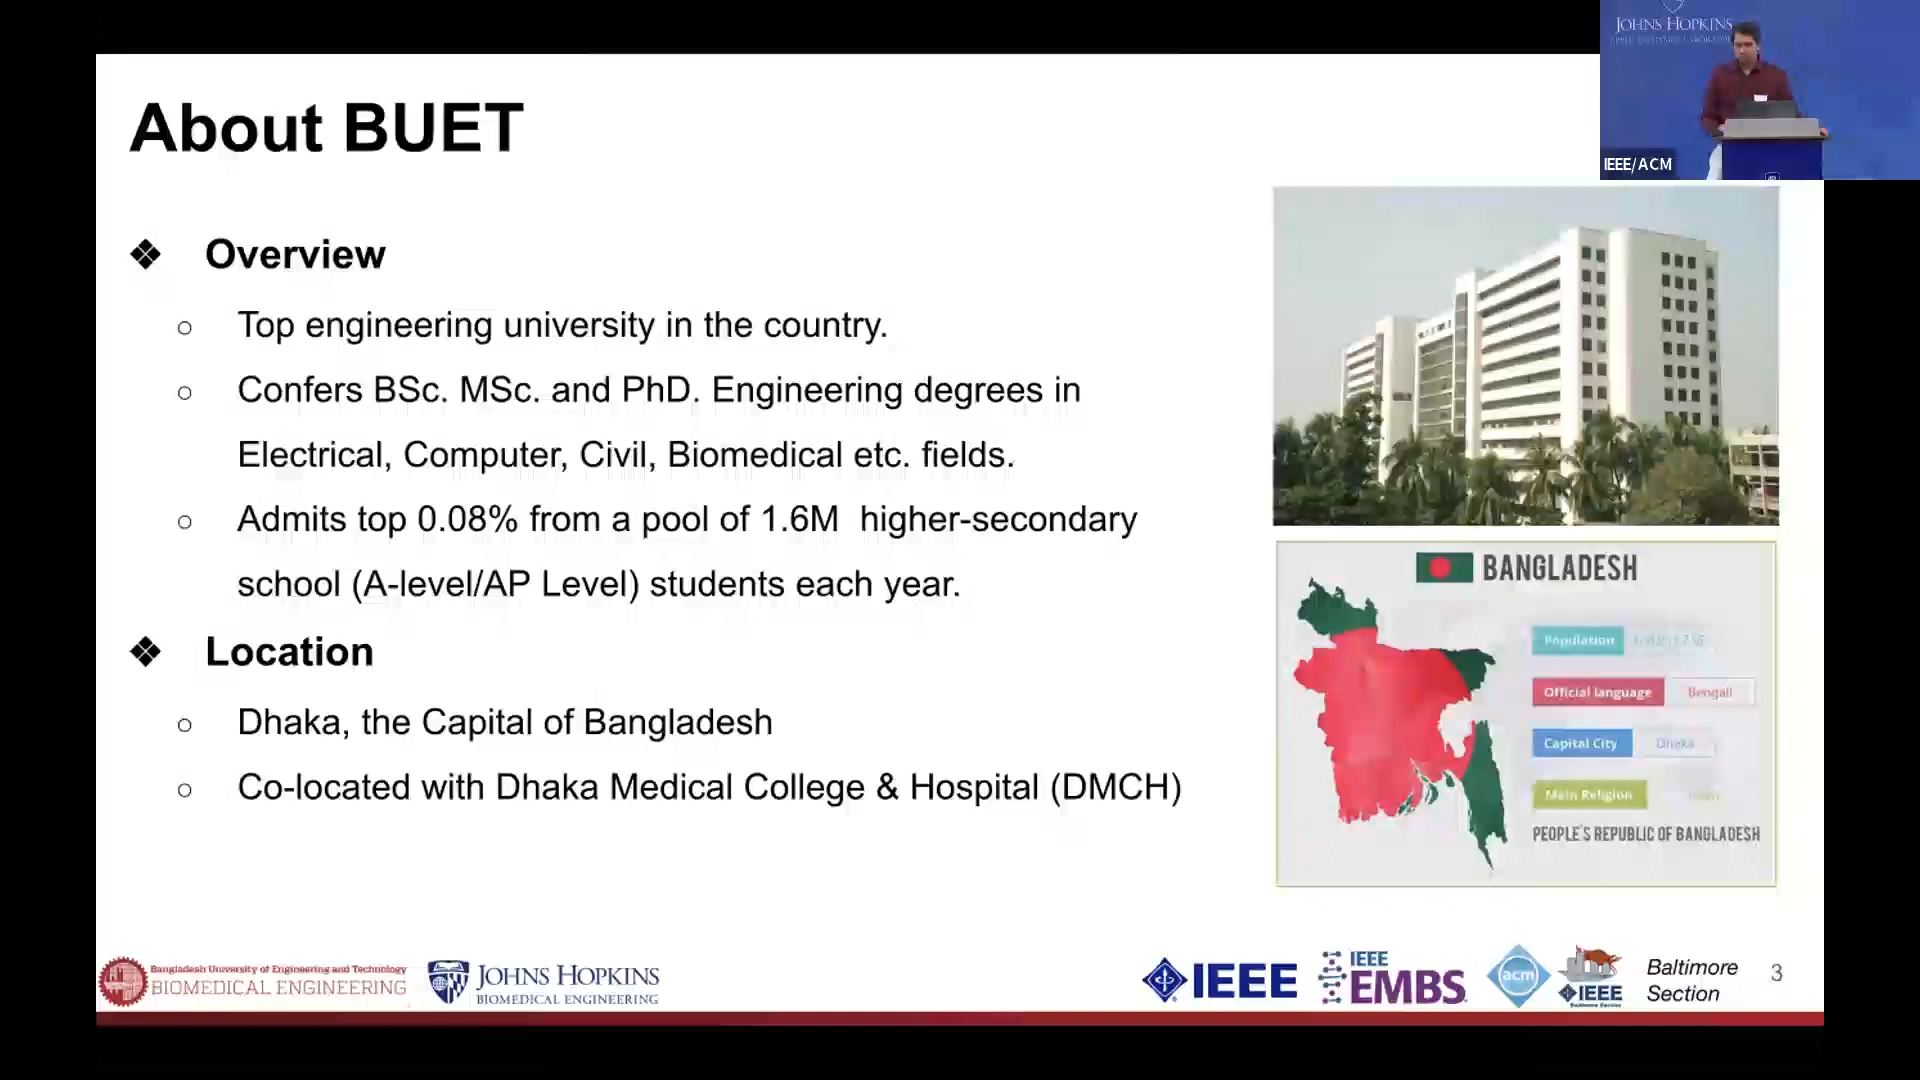 JOHNS HOPKINS
IEEE/ACM
About BUET
❖ Overview
○ Top engineering university in the country.
○ Confers BSc. MSc. and PhD. Engineering degrees in
Electrical, Computer, Civil, Biomedical etc. fields.
○ Admits top 0.08% from a pool of 1.6M higher-secondary
school (A-level/AP Level) students each year.
❖ Location
○ Dhaka, the Capital of Bangladesh
○ Co-located with Dhaka Medical College & Hospital (DMCH)
BANGLADESH
Population
Official language Bengali
Capital City Dhaka
Main Religion
PEOPLE'S REPUBLIC OF BANGLADESH
Bangladesh University of Engineering and Technology
BIOMEDICAL ENGINEERING
JOHNS HOPKINS
BIOMEDICAL ENGINEERING
IEEE
IEEE
EMBS
acm
IEEE
Baltimore Section
Baltimore
Section
3